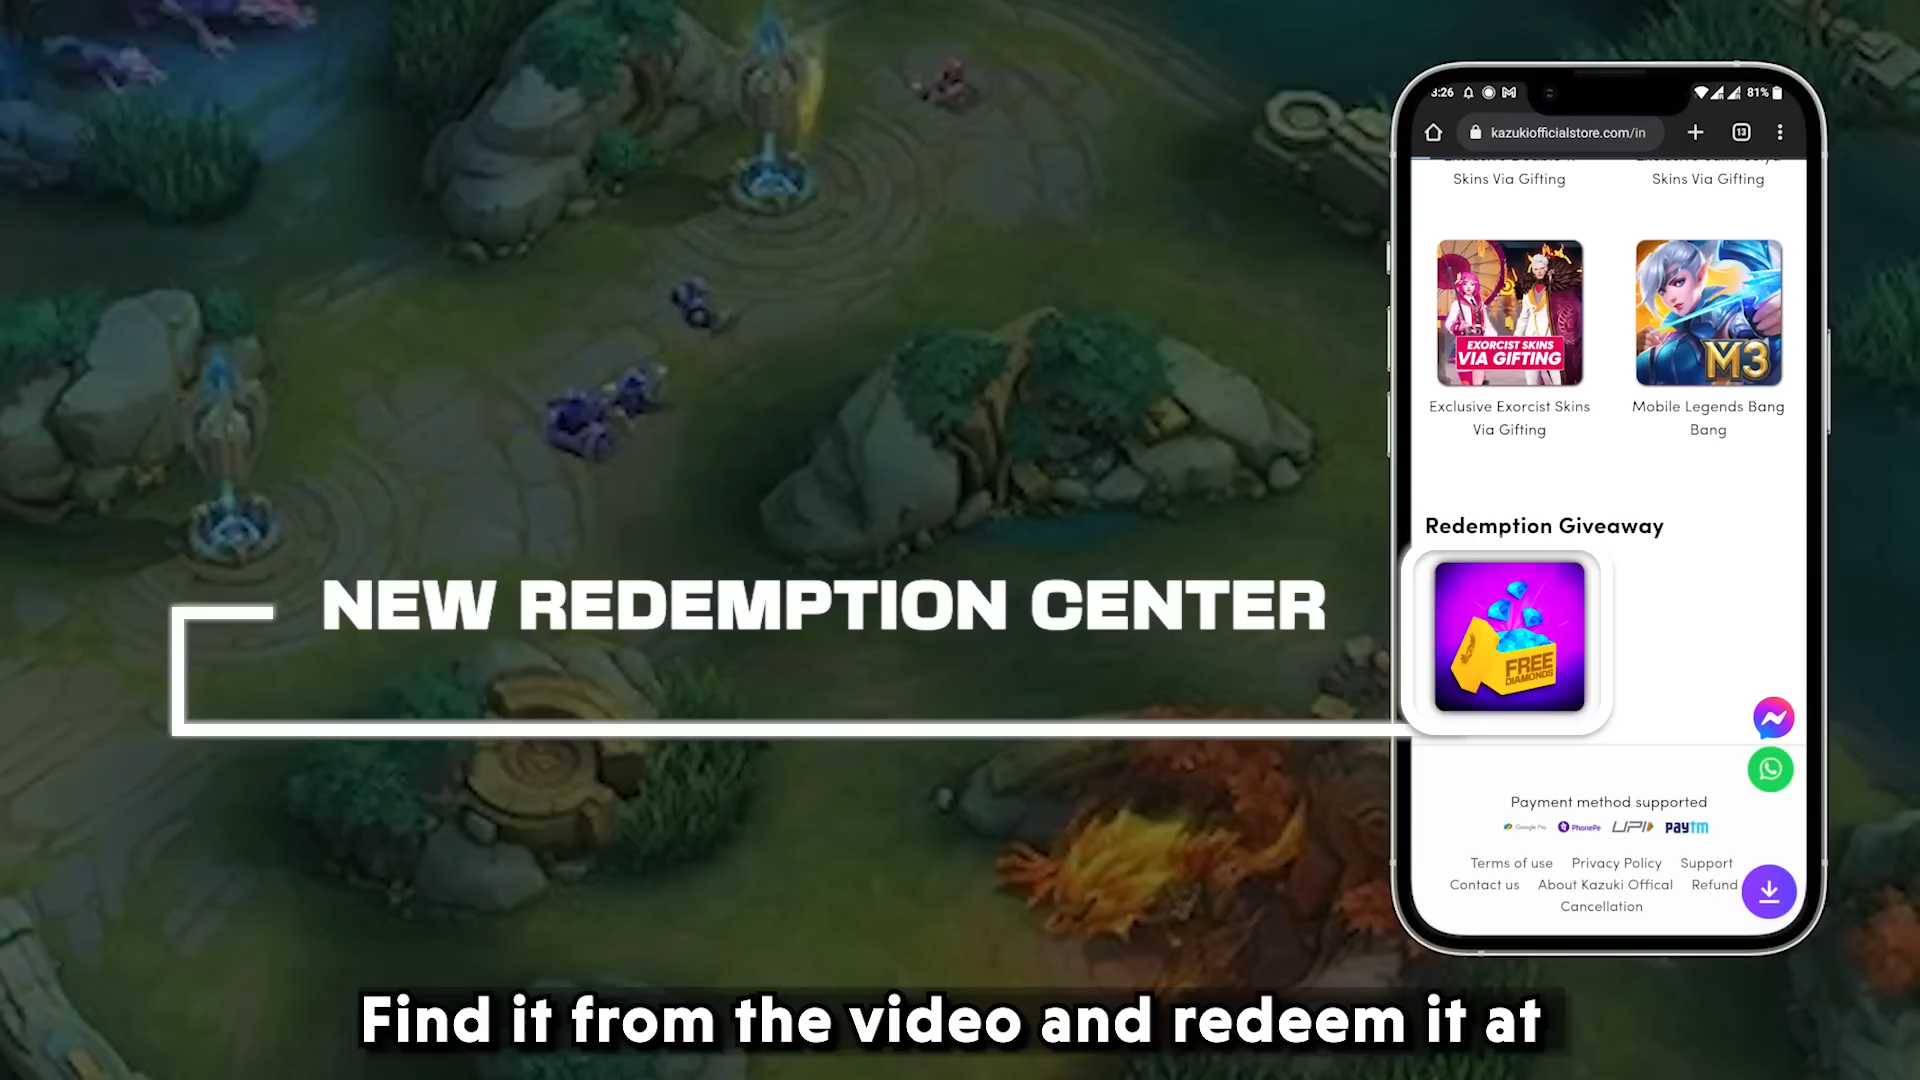 3:26
81%
kazukiofficialstore.com/in
13
Skins Via Gifting
Skins Via Gifting
EXORCIST SKINS
VIA GIFTING
M3
Exclusive Exorcist Skins
Via Gifting
Mobile Legends Bang
Bang
Redemption Giveaway
FREE
DIAMONDS
NEW REDEMPTION CENTER
Payment method supported
Google Pay PhonePe UPI paytm
Terms of use Privacy Policy Support
Contact us About Kazuki Offical Refund
Cancellation
Find it from the video and redeem it at